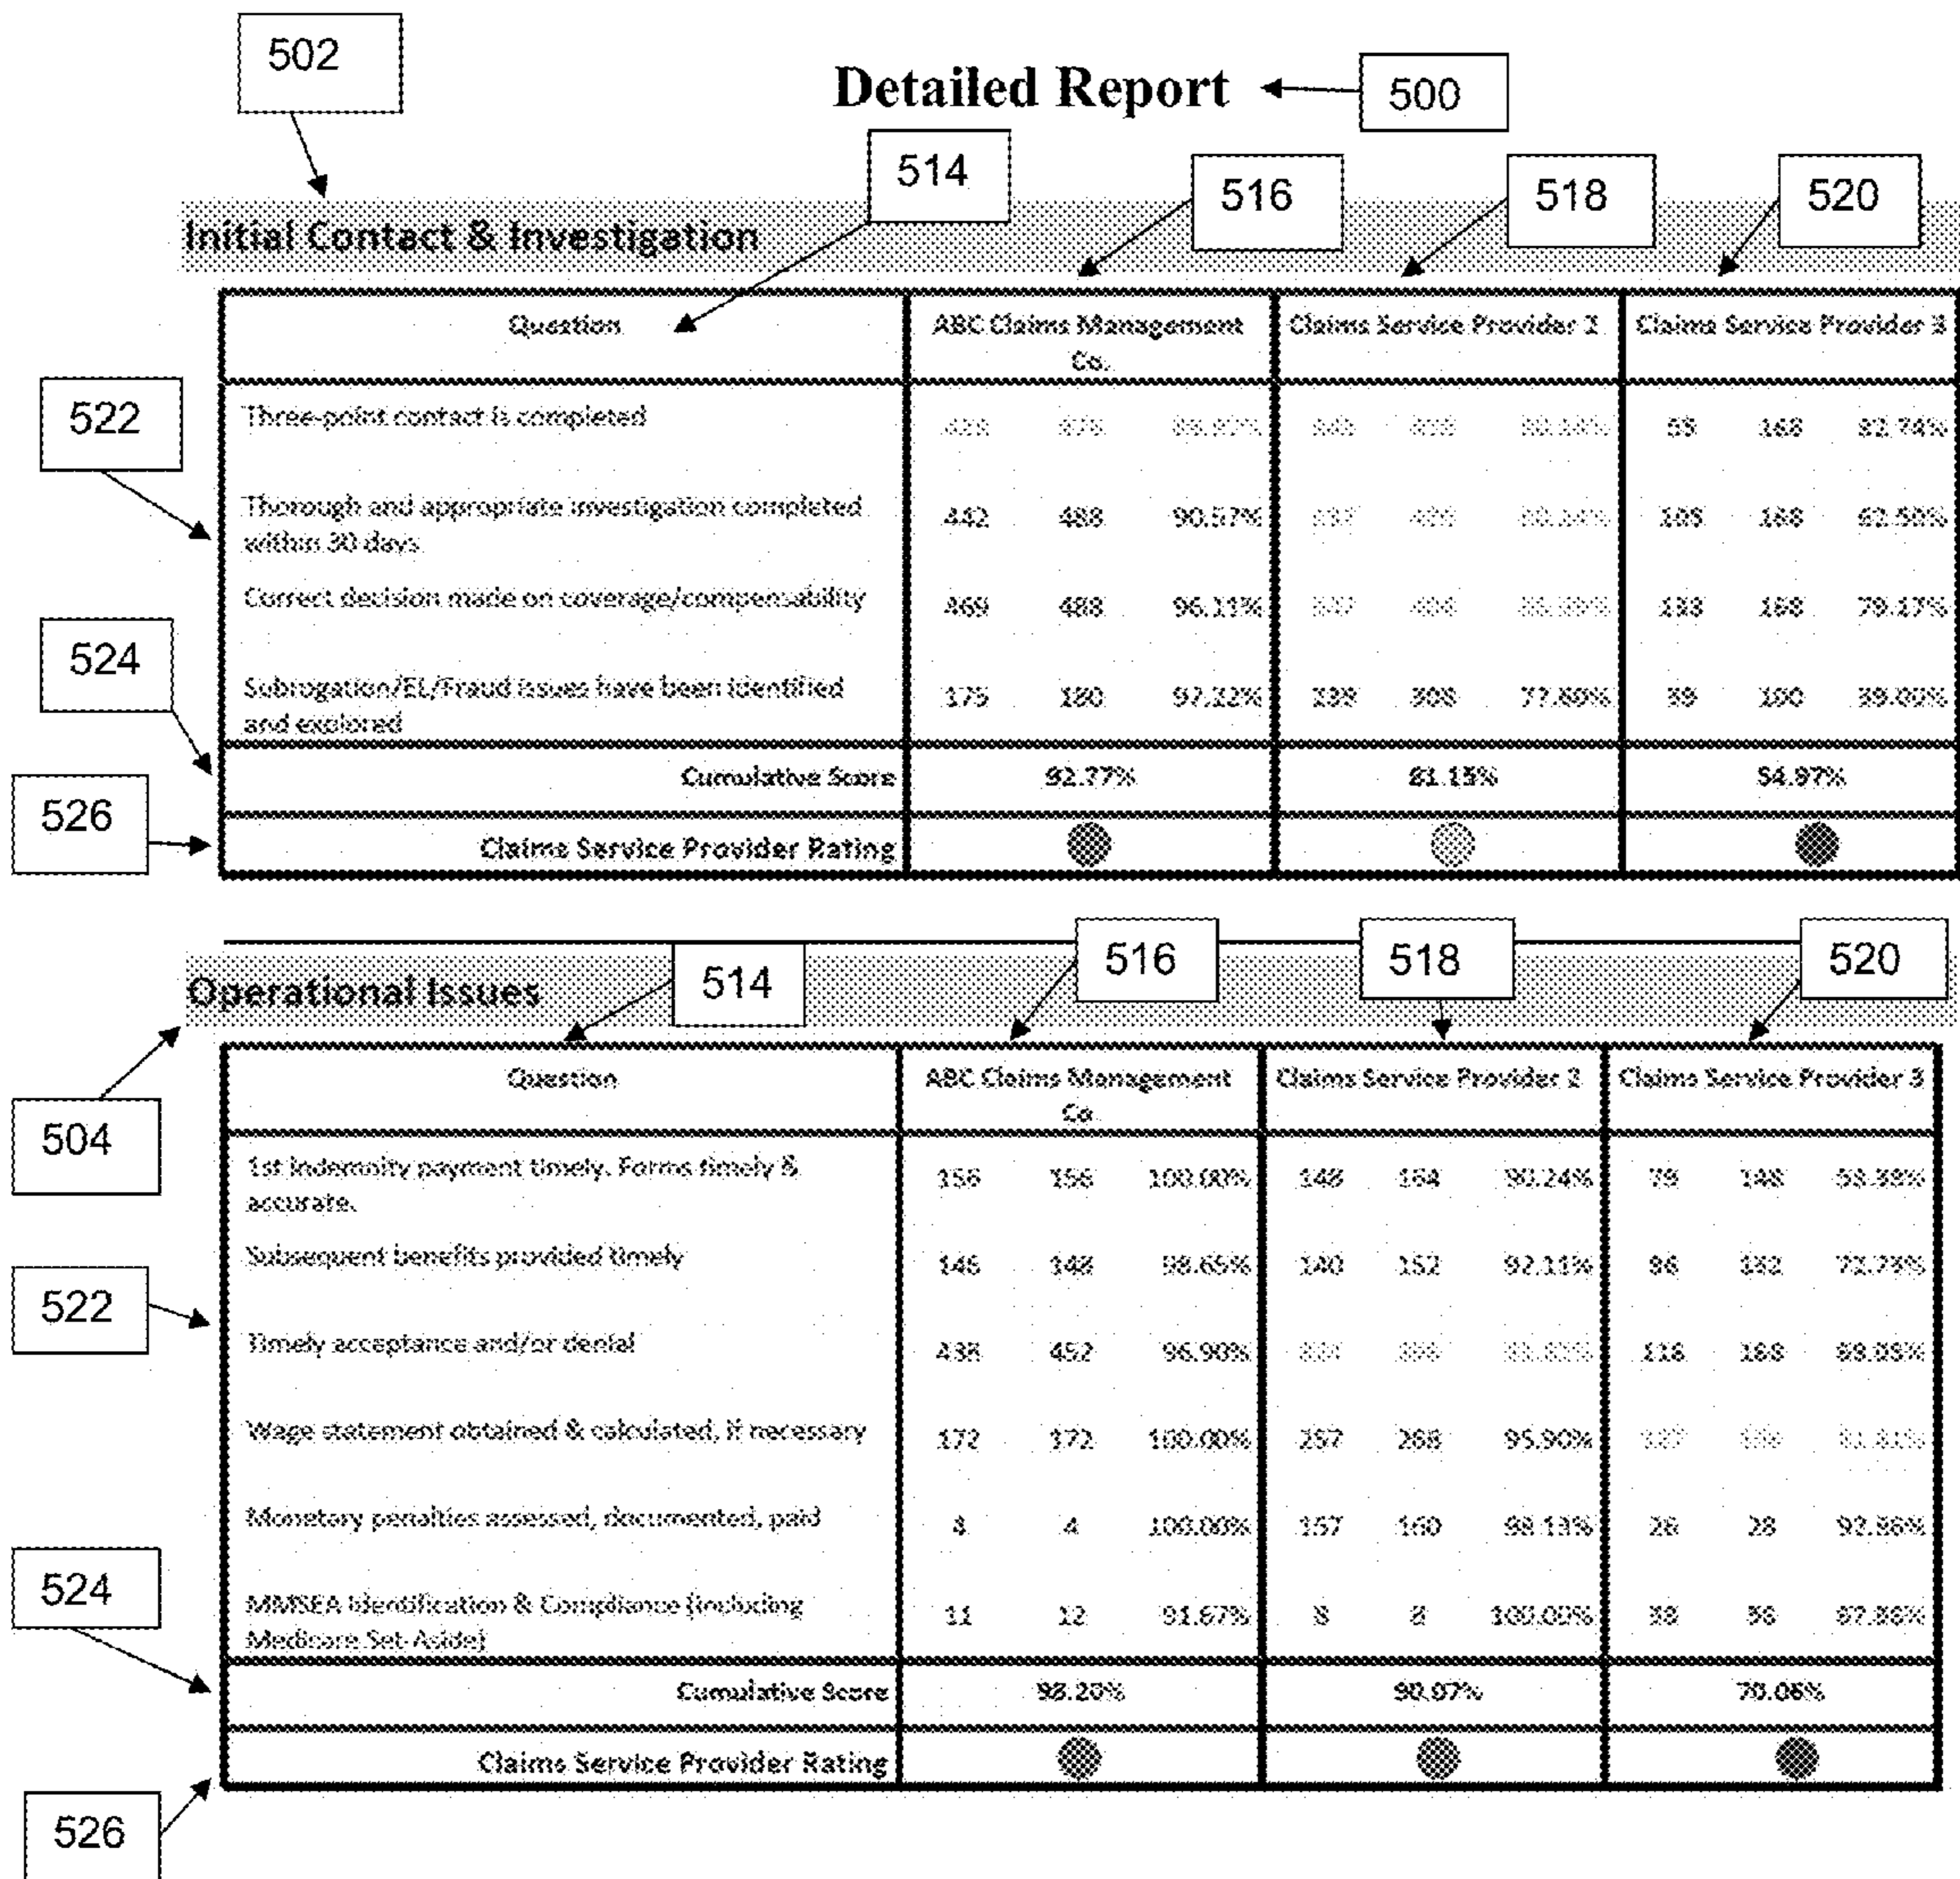 502
Detailed Report
500
514
516
518
520
Initial Contact & Investigation
Question
ABC Claims Management
Co.
Claims Service Provider 2
Claims Service Provider 3
522
Three-point contact is completed
168
Thorough and appropriate investigation completed
within 30 days
442 488 90.57%
105 168 62.50%
Correct decision made on coverage/compensability
469 488 96.11%
133 168 79.17%
524
Subrogation/EL/Fraud issues have been identified
and explored
175 180 97.22%
308
39 100 39.00%
Cumulative Score 92.77% 81.15% 54.97%
526
Claims Service Provider Rating
514
516
518
520
Operational Issues
504
Question
ABC Claims Management
Co
Claims Service Provider 2
Claims Service Provider 3
1st indemnity payment timely. Forms timely &
accurate.
156 156 100.00% 148 164 90.24% 79 148 53.38%
522
Subsequent benefits provided timely
146 148 98.65% 140 152 92.11% 96 132 72.73%
Timely acceptance and/or denial
438 452 96.90%
116 168 69.05%
Wage statement obtained & calculated, if necessary
172 172 100.00% 257 268 95.90%
Monetary penalties assessed, documented, paid
4 4 100.00% 157 160 98.13% 26 28 92.86%
524
MMSEA Identification & Compliance (including
Medicare Set-Aside)
11 12 91.67% 8 8 100.00% 38 56 67.86%
Cumulative Score 98.20% 90.07% 70.06%
526
Claims Service Provider Rating